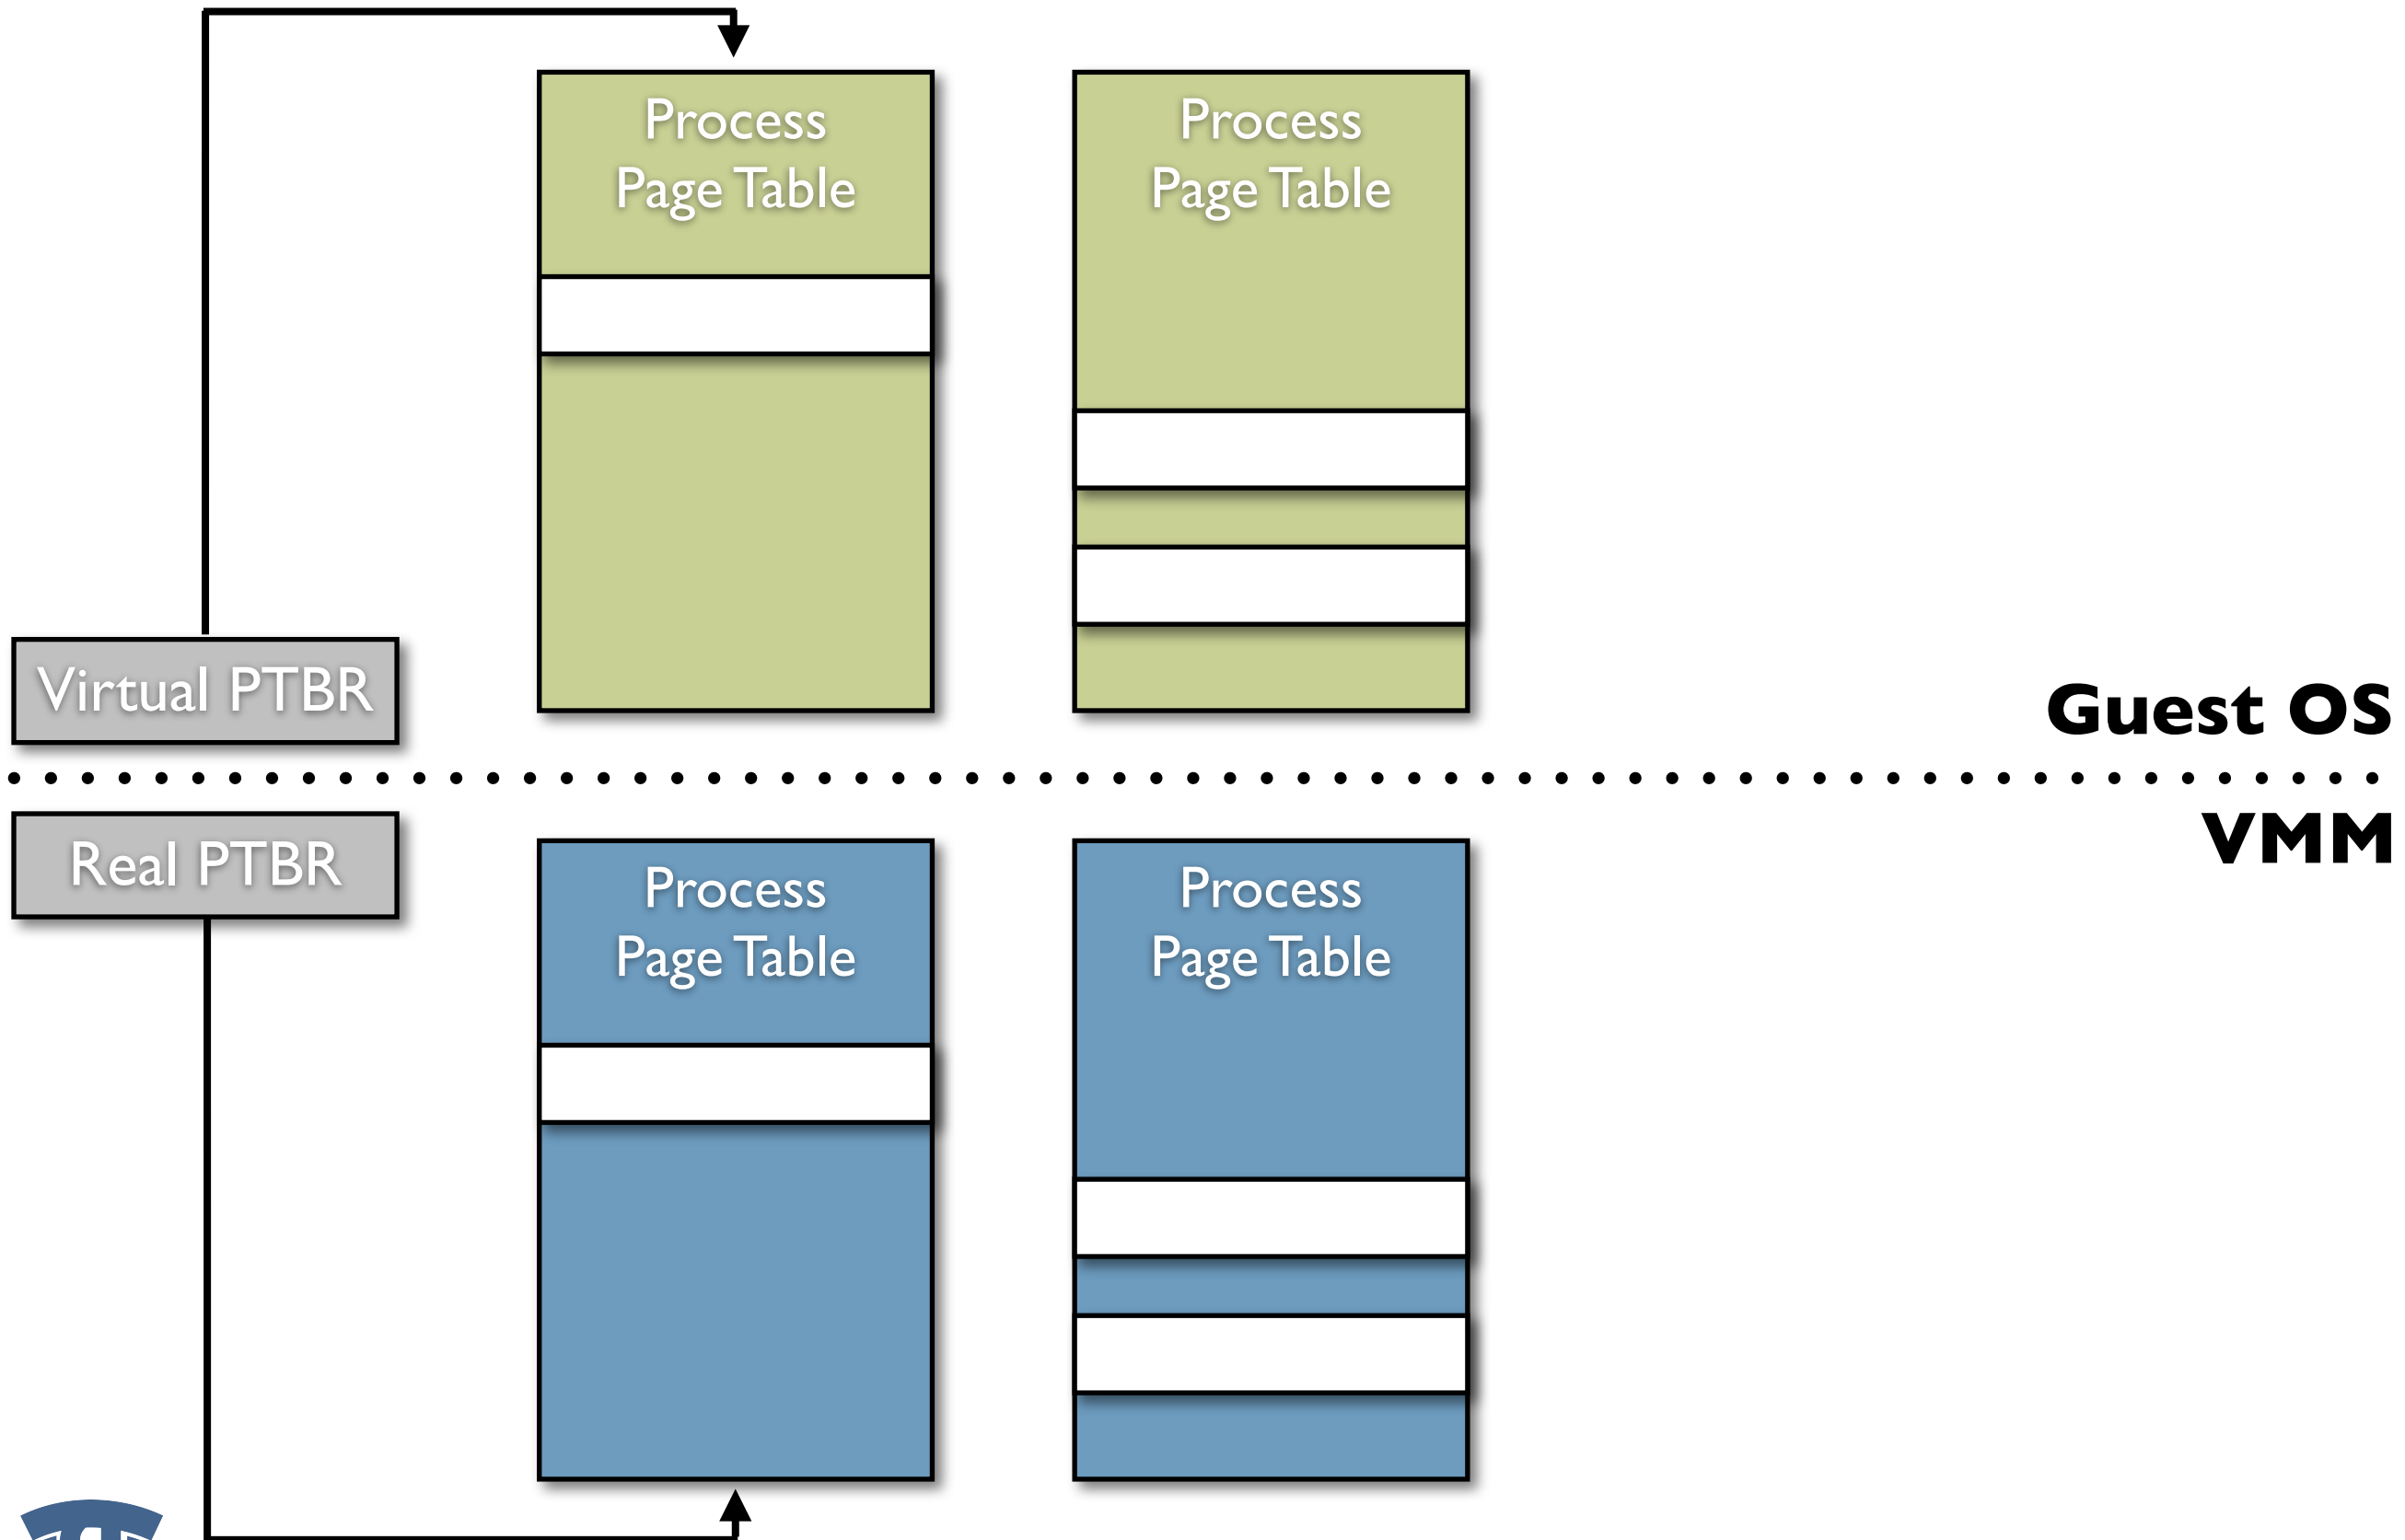 Process
Page Table
Process
Page Table
Virtual PTBR
Guest OS
VMM
Real PTBR
Process
Page Table
Process
Page Table